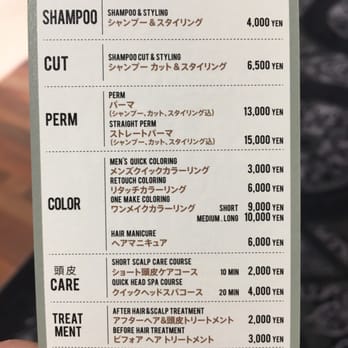 SHAMPOO
SHAMPOO & STYLING
シャンプー & スタイリング 4,000 YEN
CUT
SHAMPOO CUT & STYLING
シャンプー カット & スタイリング 6,500 YEN
PERM
PERM
パーマ
(シャンプー、カット、スタイリング込) 13,000 YEN
STRAIGHT PERM
ストレートパーマ
(シャンプー、カット、スタイリング込) 15,000 YEN
COLOR
MEN'S QUICK COLORING
メンズクイックカラーリング 3,000 YEN
RETOUCH COLORING
リタッチカラーリング 6,000 YEN
ONE MAKE COLORING
ワンメイクカラーリング SHORT 9,000 YEN
MEDIUM . LONG 10,000 YEN
HAIR MANICURE
ヘアマニキュア 6,000 YEN
頭皮
CARE
SHORT SCALP CARE COURSE
ショート頭皮ケアコース 10 MIN 2,000 YEN
QUICK HEAD SPA COURSE
クイックヘッドスパコース 20 MIN 4,000 YEN
TREAT
MENT
AFTER HAIR&SCALP TREATMENT
アフターヘア&頭皮トリートメント 2,000 YEN
BEFORE HAIR TREATMENT
ビフォア ヘア トリートメント 3,000 YEN